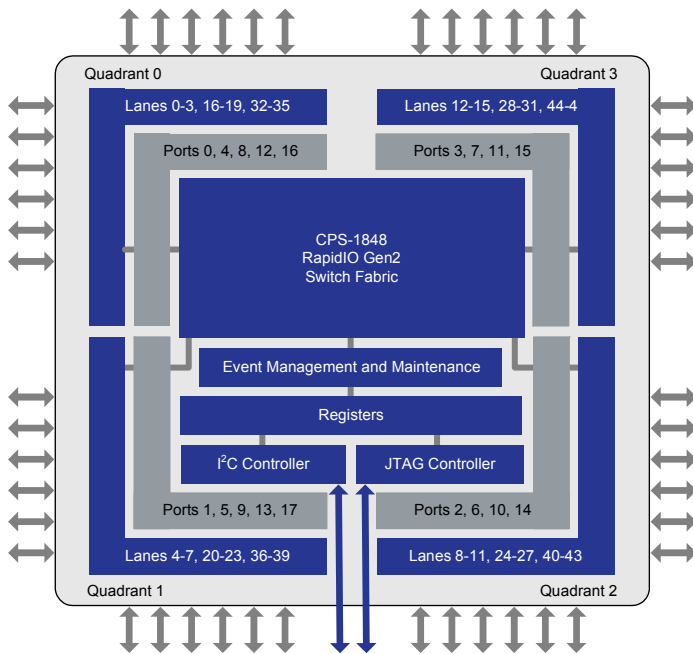 Quadrant 0
Quadrant 3
Lanes 0-3, 16-19, 32-35
Lanes 12-15, 28-31, 44-4
Ports 0, 4, 8, 12, 16
Ports 3, 7, 11, 15
CPS-1848
RapidIO Gen2
Switch Fabric
Event Management and Maintenance
Registers
I²C Controller
JTAG Controller
Ports 1, 5, 9, 13, 17
Ports 2, 6, 10, 14
Lanes 4-7, 20-23, 36-39
Lanes 8-11, 24-27, 40-43
Quadrant 1
Quadrant 2